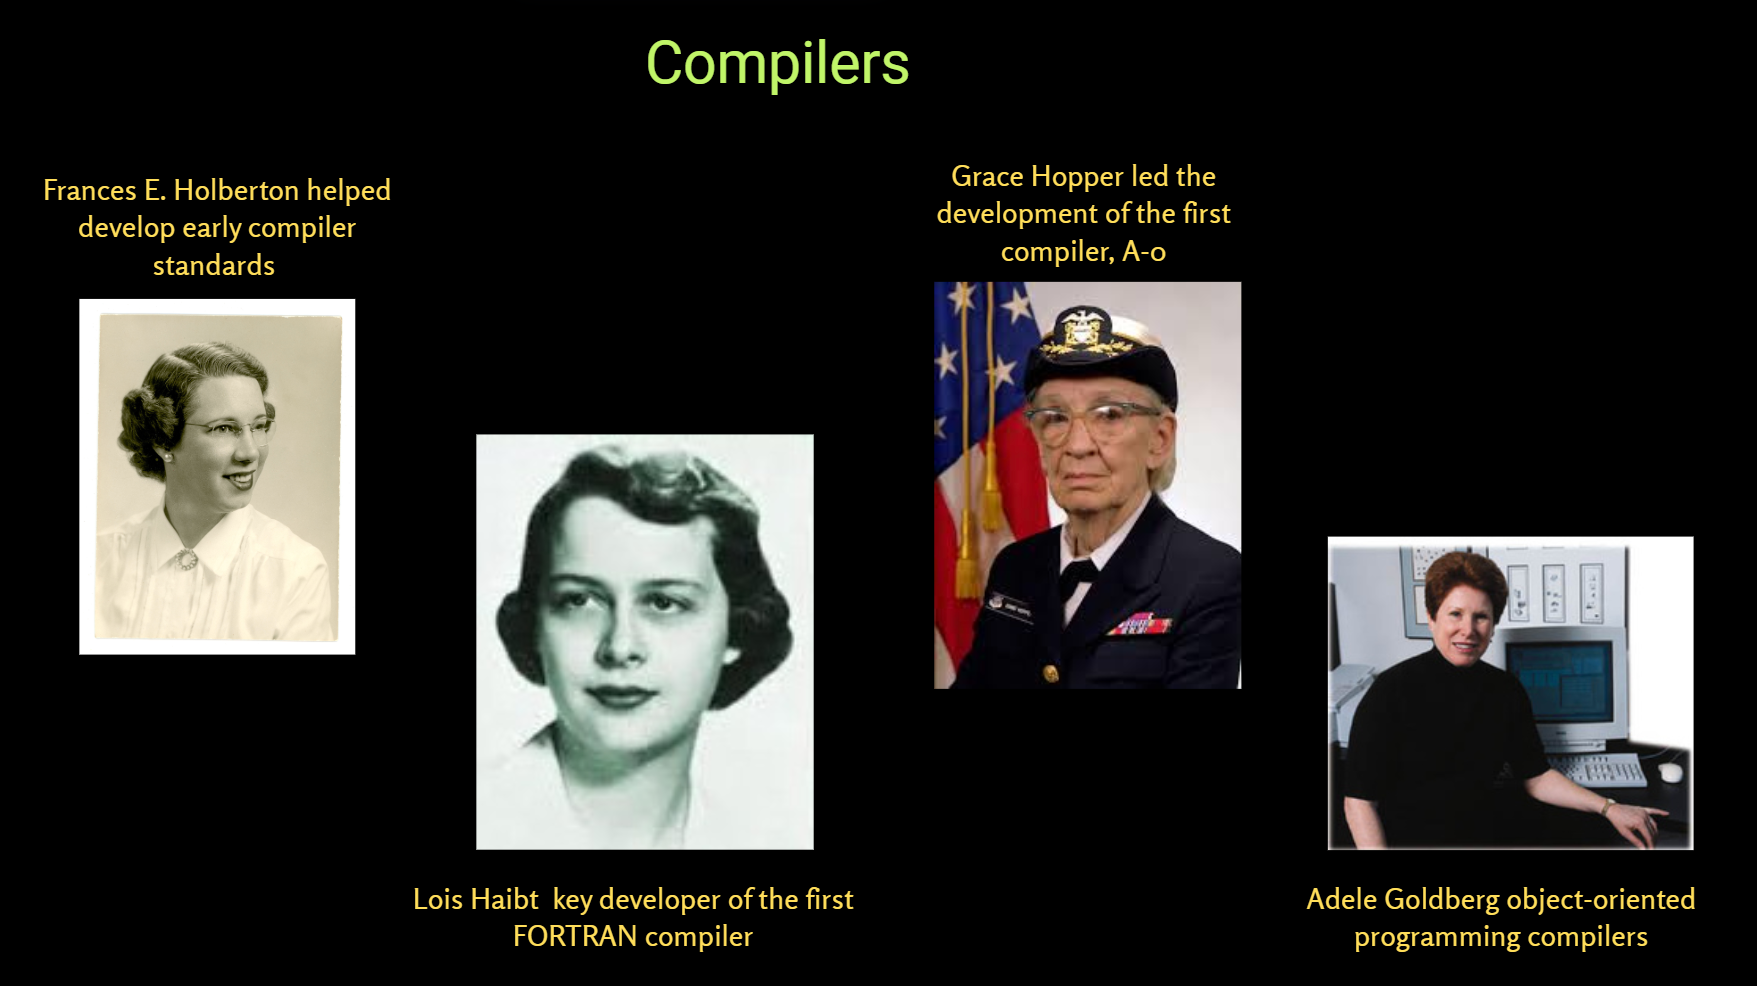 Compilers
Frances E. Holberton helped
develop early compiler
standards
Grace Hopper led the
development of the first
compiler, A-0
Lois Haibt  key developer of the first
FORTRAN compiler
Adele Goldberg object-oriented
programming compilers